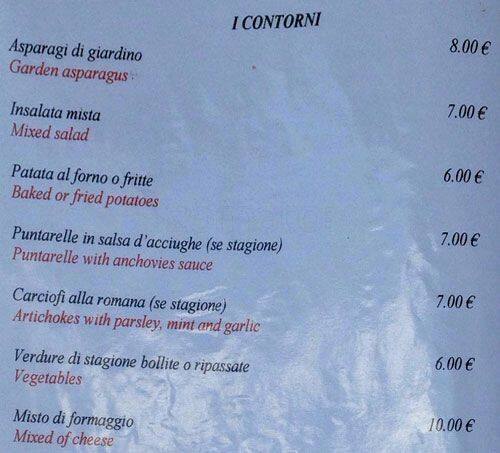 I CONTORNI
Asparagi di giardino 8.00 €
Garden asparagus
Insalata mista 7.00 €
Mixed salad
Patata al forno o fritte 6.00 €
Baked or fried potatoes
Puntarelle in salsa d'acciughe (se stagione) 7.00 €
Puntarelle with anchovies sauce
Carciofi alla romana (se stagione) 7.00 €
Artichokes with parsley, mint and garlic
Verdure di stagione bollite o ripassate 6.00 €
Vegetables
Misto di formaggio 10.00 €
Mixed of cheese